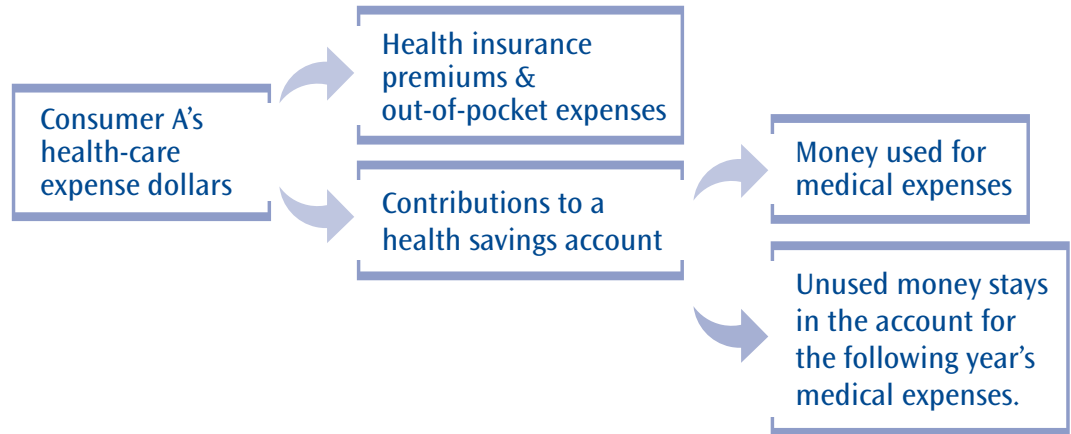 Consumer A’s
health-care
expense dollars
Health insurance
premiums &
out-of-pocket expenses
Contributions to a
health savings account
Money used for
medical expenses
Unused money stays
in the account for
the following year’s
medical expenses.